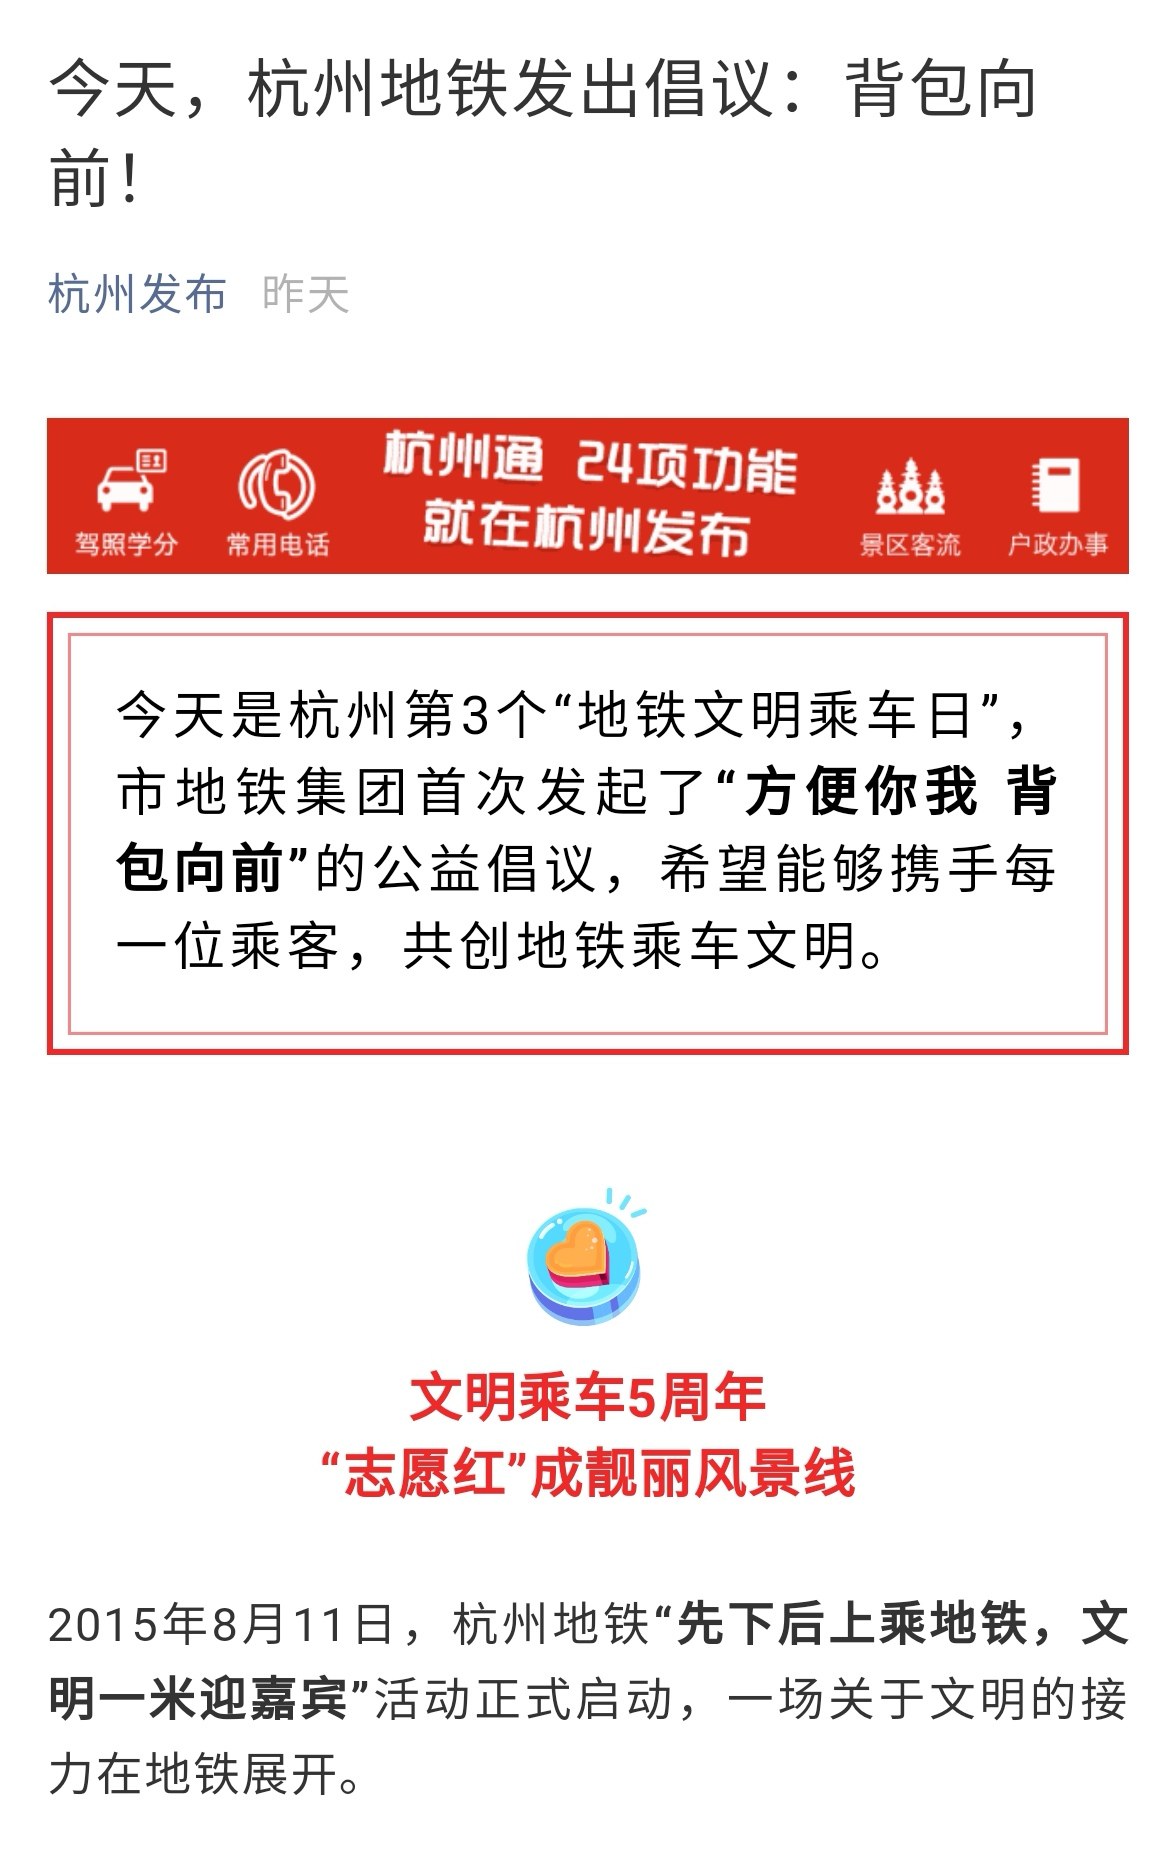 今天，杭州地铁发出倡议：背包向
前！
杭州发布 昨天
杭州通 24项功能
就在杭州发布
驾照学分 常用电话 景区客流 户政办事
今天是杭州第3个“地铁文明乘车日”，
市地铁集团首次发起了“方便你我 背
包向前”的公益倡议，希望能够携手每
一位乘客，共创地铁乘车文明。
文明乘车5周年
“志愿红”成靓丽风景线
2015年8月11日，杭州地铁“先下后上乘地铁，文
明一米迎嘉宾”活动正式启动，一场关于文明的接
力在地铁展开。